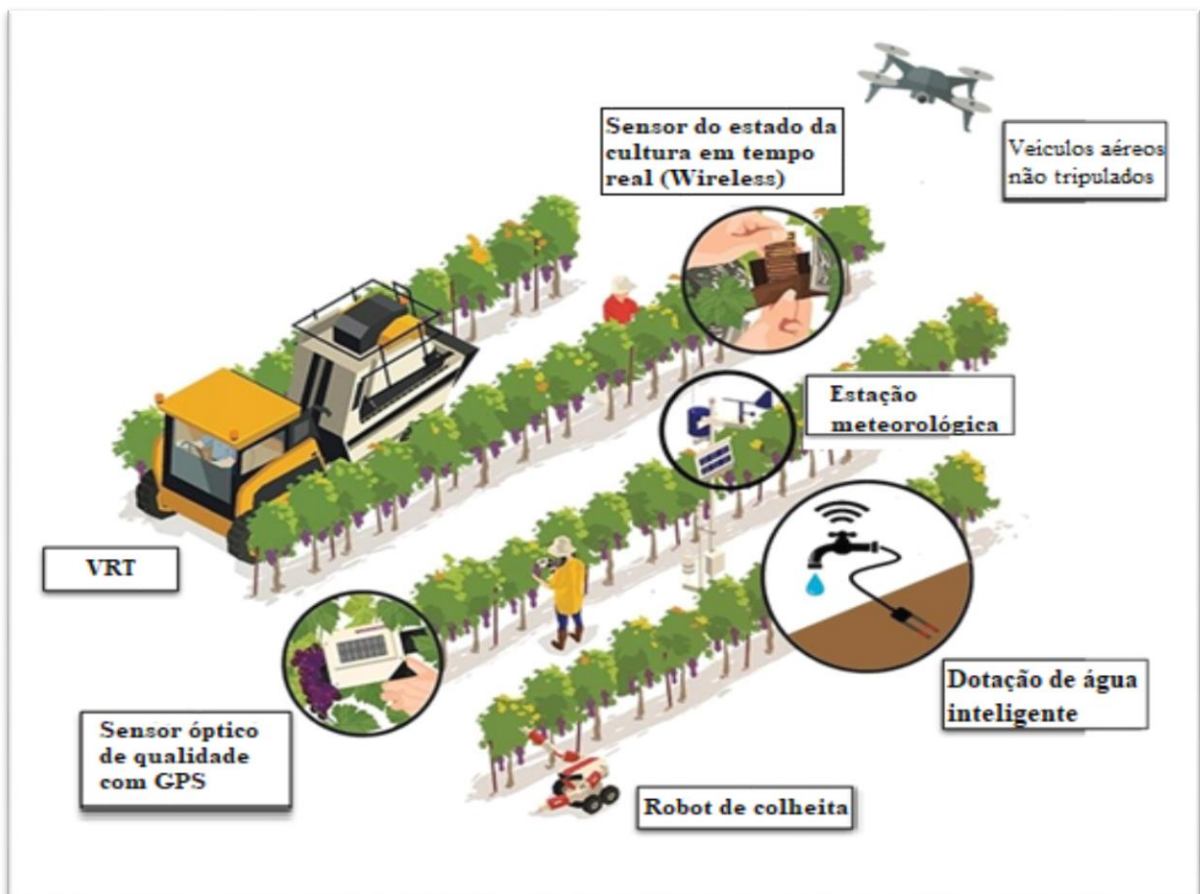 Sensor do estado da
cultura em tempo
real (Wireless)
Veiculos aéreos
não tripulados
Estação
meteorológica
VRT
Dotação de água
inteligente
Sensor óptico
de qualidade
com GPS
Robot de colheita